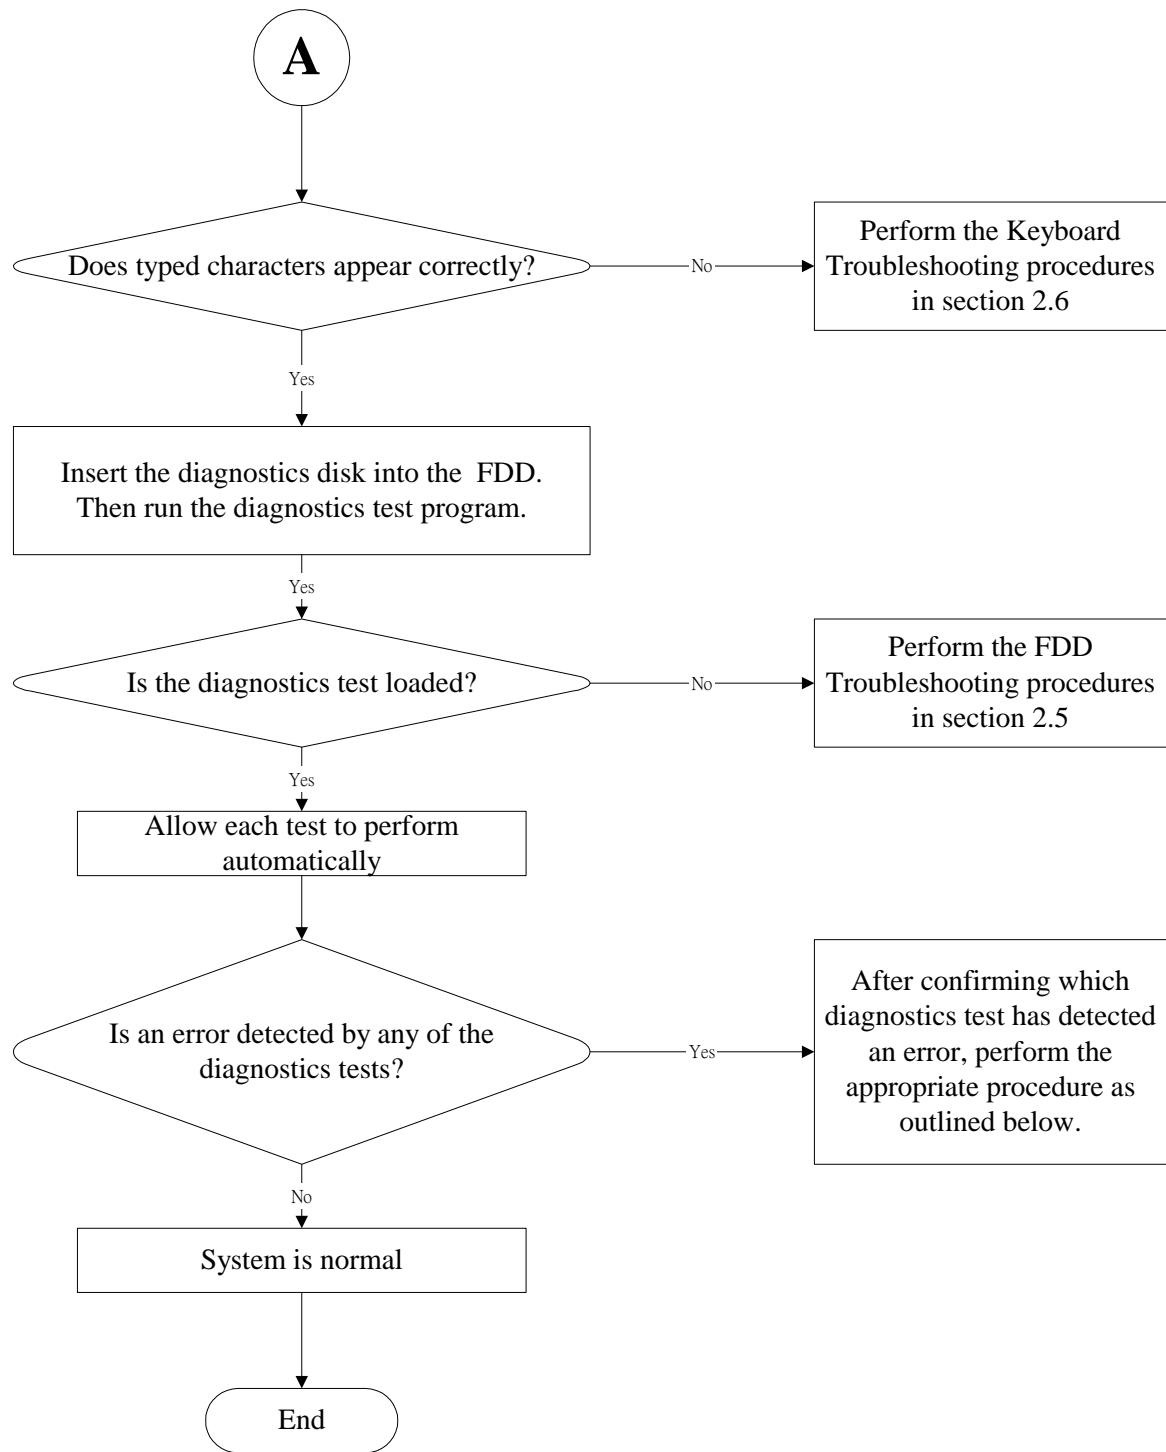 A
Does typed characters appear correctly?
No
Perform the Keyboard
Troubleshooting procedures
in section 2.6
Yes
Insert the diagnostics disk into the  FDD.
Then run the diagnostics test program.
Yes
Is the diagnostics test loaded?
No
Perform the FDD
Troubleshooting procedures
in section 2.5
Yes
Allow each test to perform
automatically
Is an error detected by any of the
diagnostics tests?
Yes
After confirming which
diagnostics test has detected
an error, perform the
appropriate procedure as
outlined below.
No
System is normal
End